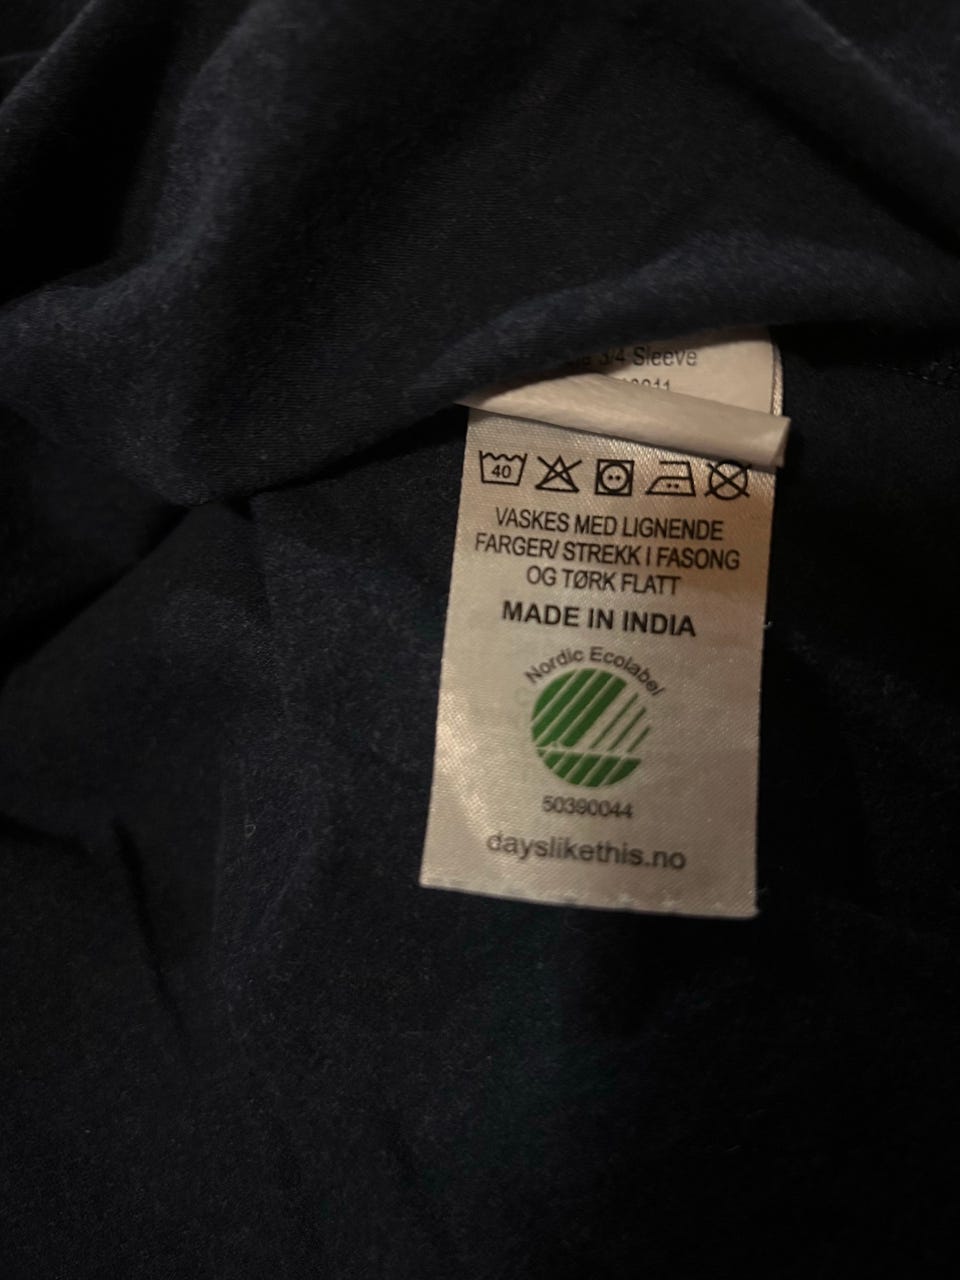 3/4 Sleeve
40
VASKES MED LIGNENDE
FARGER/ STREKK I FASONG
OG TØRK FLATT
MADE IN INDIA
Nordic Ecolabel
50390044
dayslikethis.no